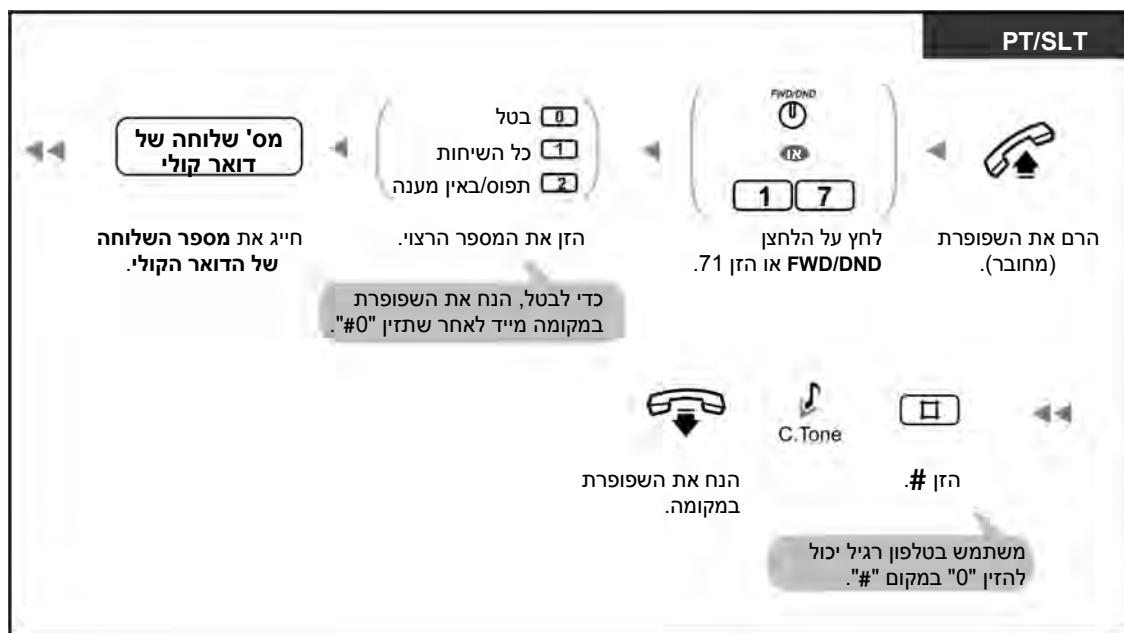 PT/SLT
FWD/DND
או
1 7
0 בטל
1 כל השיחות
2 תפוס/באין מענה
מס' שלוחה של
דואר קולי
הרם את השפופרת
(מחובר).
לחץ על הלחצן
FWD/DND או הזן 71.
הזן את המספר הרצוי.
חייג את מספר השלוחה
של הדואר הקולי.
כדי לבטל, הנח את השפופרת
במקומה מייד לאחר שתזין "#0".
C.Tone
הזן #.
הנח את השפופרת
במקומה.
משתמש בטלפון רגיל יכול
להזין "0" במקום "#".